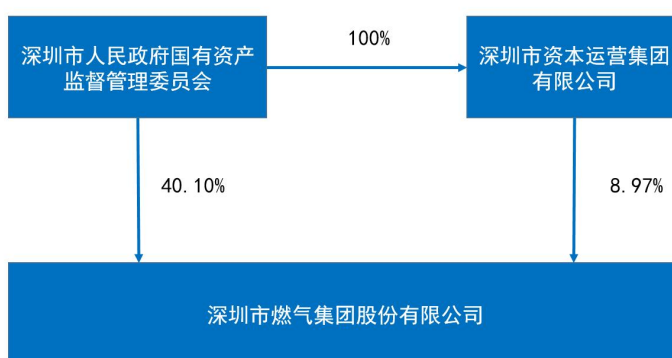 深圳市人民政府国有资产
监督管理委员会
100%
深圳市资本运营集团
有限公司
40.10%
8.97%
深圳市燃气集团股份有限公司